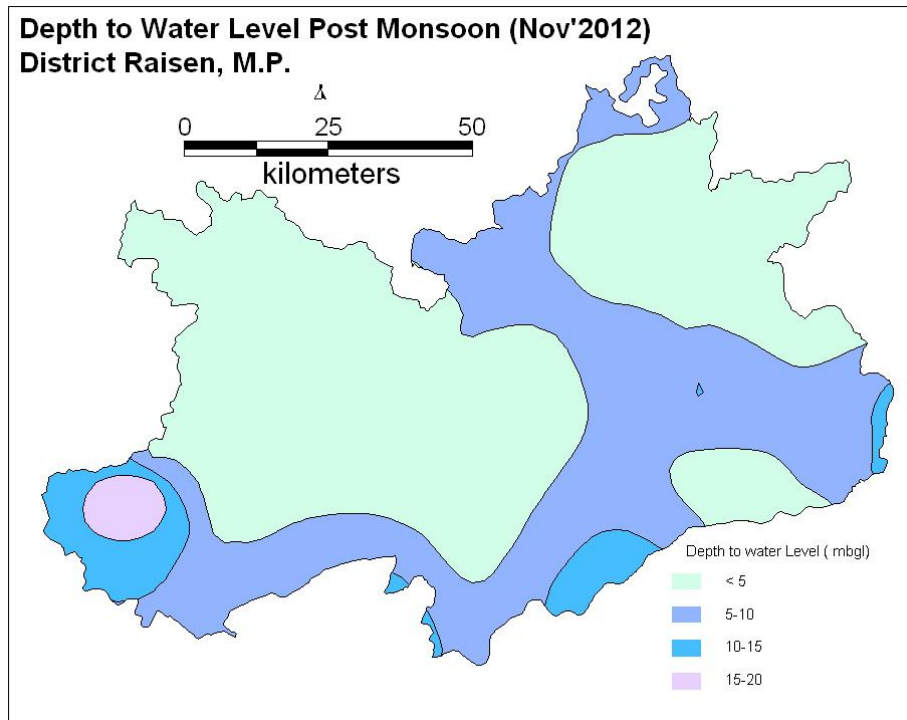 Depth to Water Level Post Monsoon (Nov'2012)
District Raisen, M.P.
0 25 50
kilometers
Depth to water Level ( mbgl)
< 5
5-10
10-15
15-20